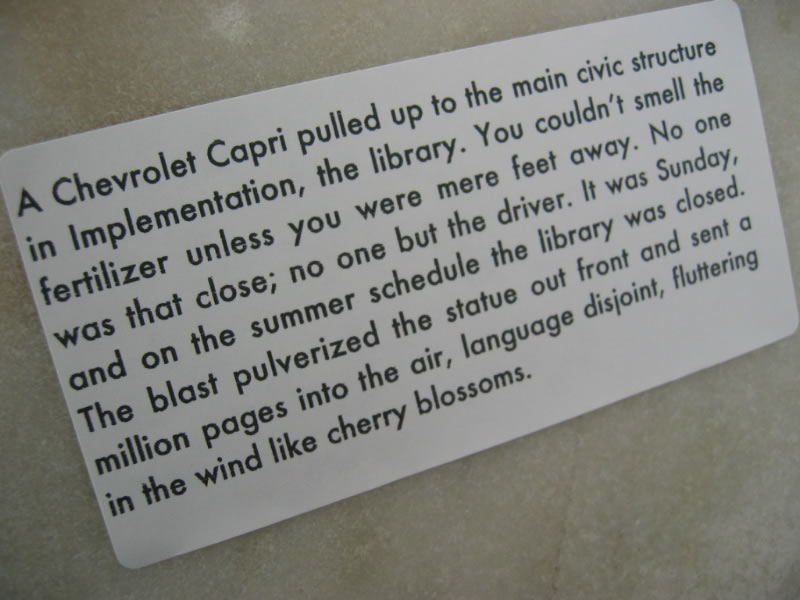 A Chevrolet Capri pulled up to the main civic structure
in Implementation, the library. You couldn't smell the
fertilizer unless you were mere feet away. No one
was that close; no one but the driver. It was Sunday,
and on the summer schedule the library was closed.
The blast pulverized the statue out front and sent a
million pages into the air, language disjoint, fluttering
in the wind like cherry blossoms.